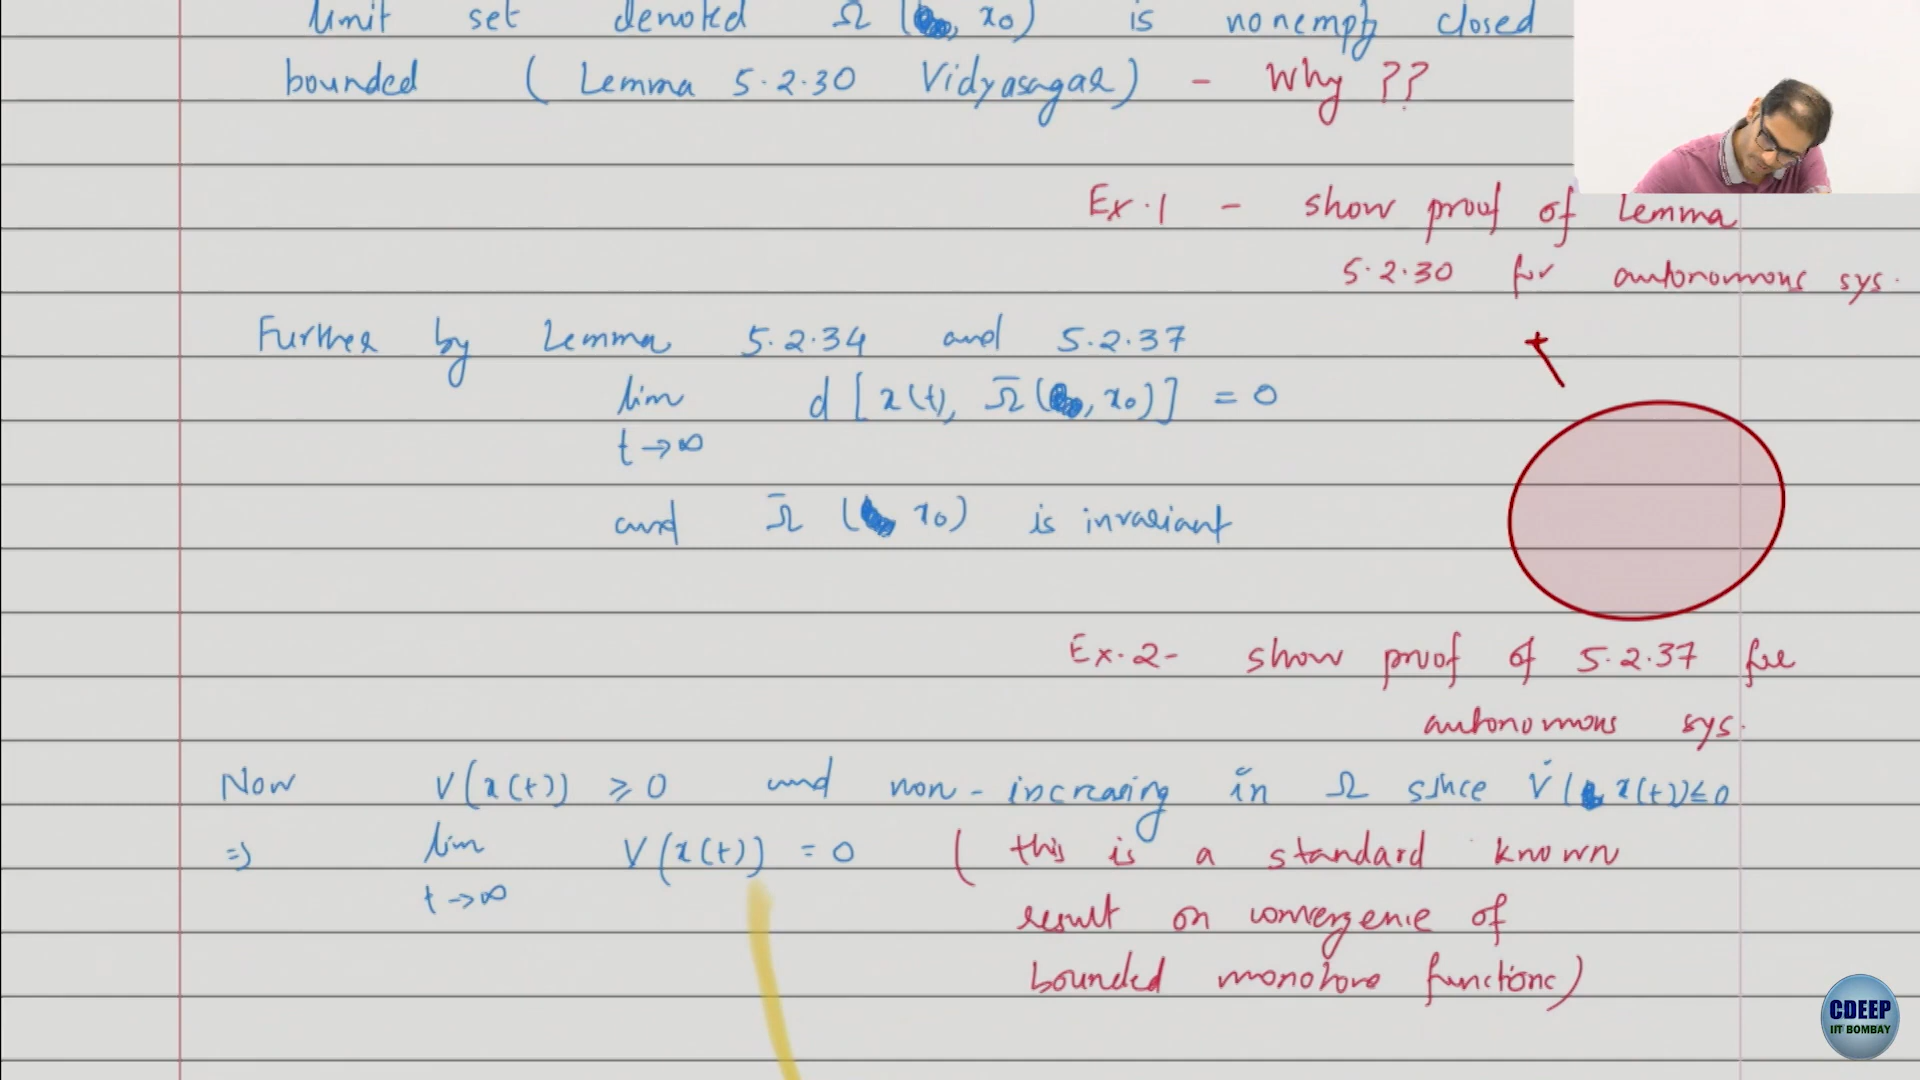 limit set denoted Ω ( , x₀) is nonempty closed
bounded ( Lemma 5.2.30 Vidyasagar) - Why ??
Ex.1 - show proof of Lemma
5.2.30 for autonomous sys.
Further by Lemma 5.2.34 and 5.2.37
lim d [x(t), Ω̄( , x₀)] = 0
t→∞
and Ω̄ ( x₀) is invariant
Ex. 2- show proof of 5.2.37 for
autonomous sys.
Now V(x(t)) ≥ 0 and non-increasing in Ω since V̇( x(t))≤0
⇒ lim V(x(t)) = 0 ( this is a standard known
t→∞
result on convergence of
bounded monotone functions)
CDEEP
IIT BOMBAY